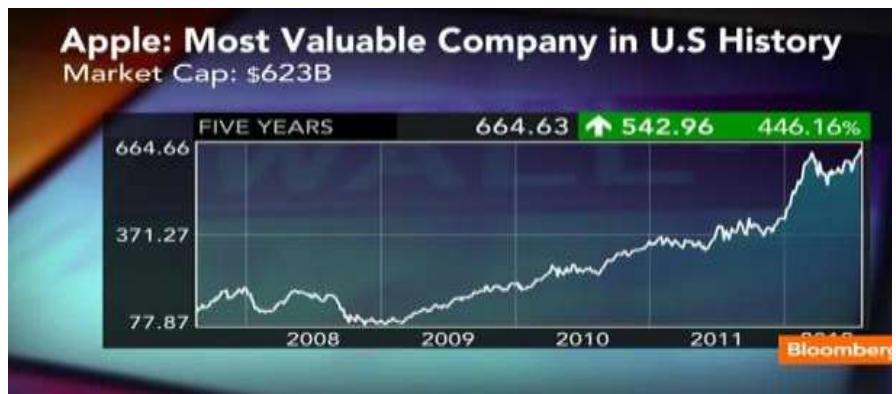 Apple: Most Valuable Company in U.S History
Market Cap: $623B
FIVE YEARS 664.63 542.96 446.16%
664.66
371.27
77.87
2008 2009 2010 2011
Bloomberg